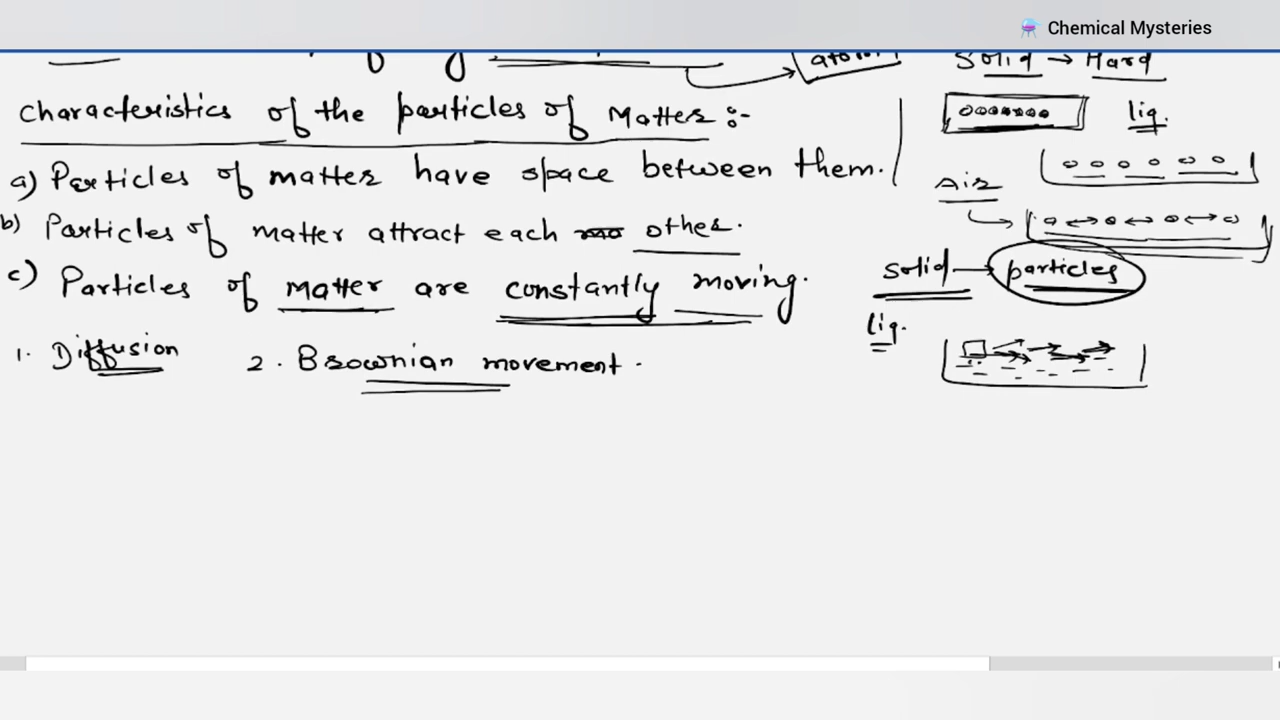 Chemical Mysteries
atom
Solid → Hard
characteristics of the particles of Matter :-
liq.
a) Particles of matter have space between them.
Air
b) Particles of matter attract each other.
solid → particles
c) Particles of matter are constantly moving.
liq.
1. Diffusion 2. Brownian movement.